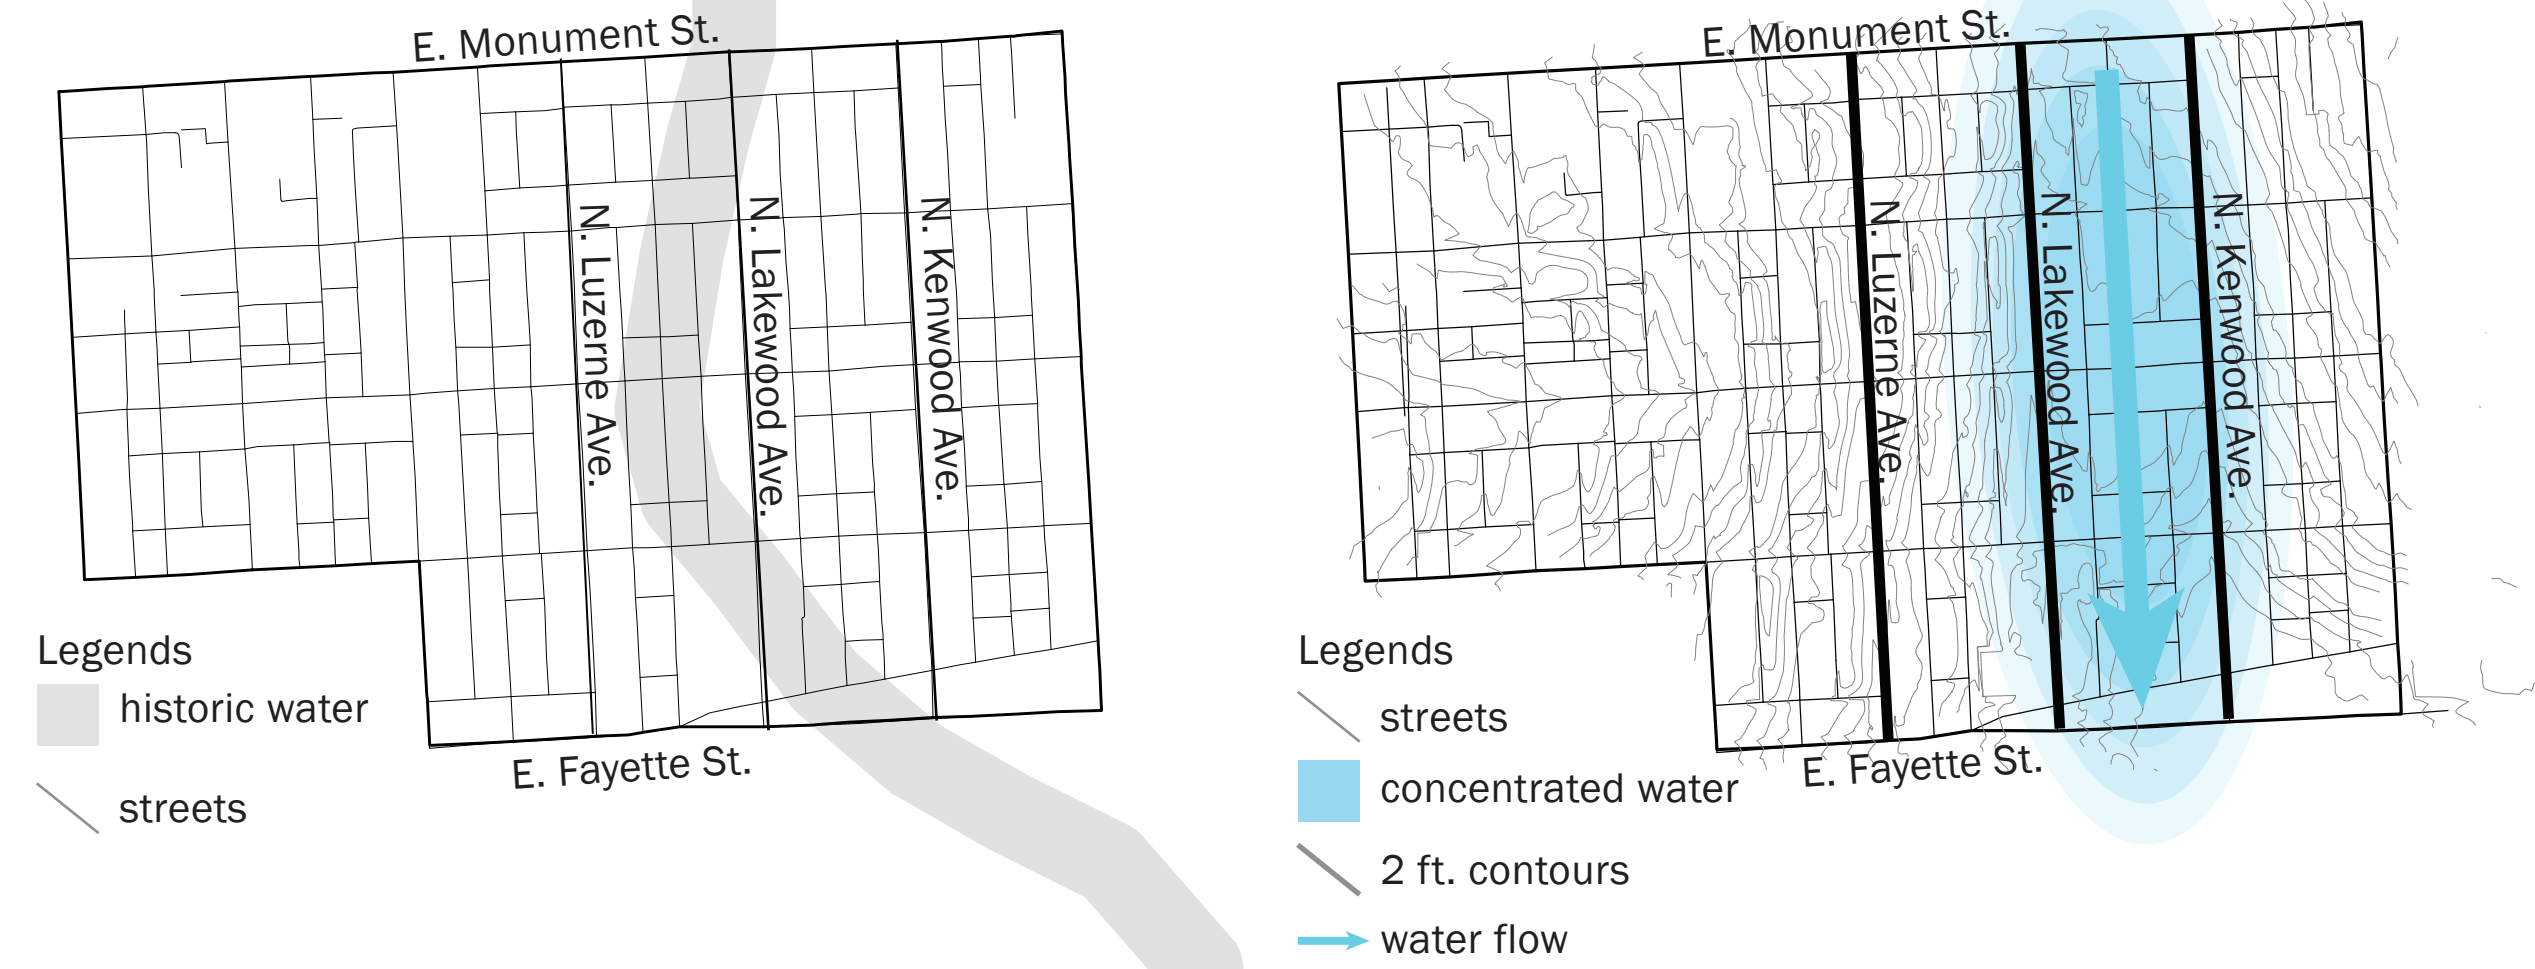 E. Monument St.
N. Luzerne Ave.
N. Lakewood Ave.
N. Kenwood Ave.
E. Fayette St.
Legends
historic water
streets
E. Monument St.
N. Luzerne Ave.
N. Lakewood Ave.
N. Kenwood Ave.
E. Fayette St.
Legends
streets
concentrated water
2 ft. contours
water flow